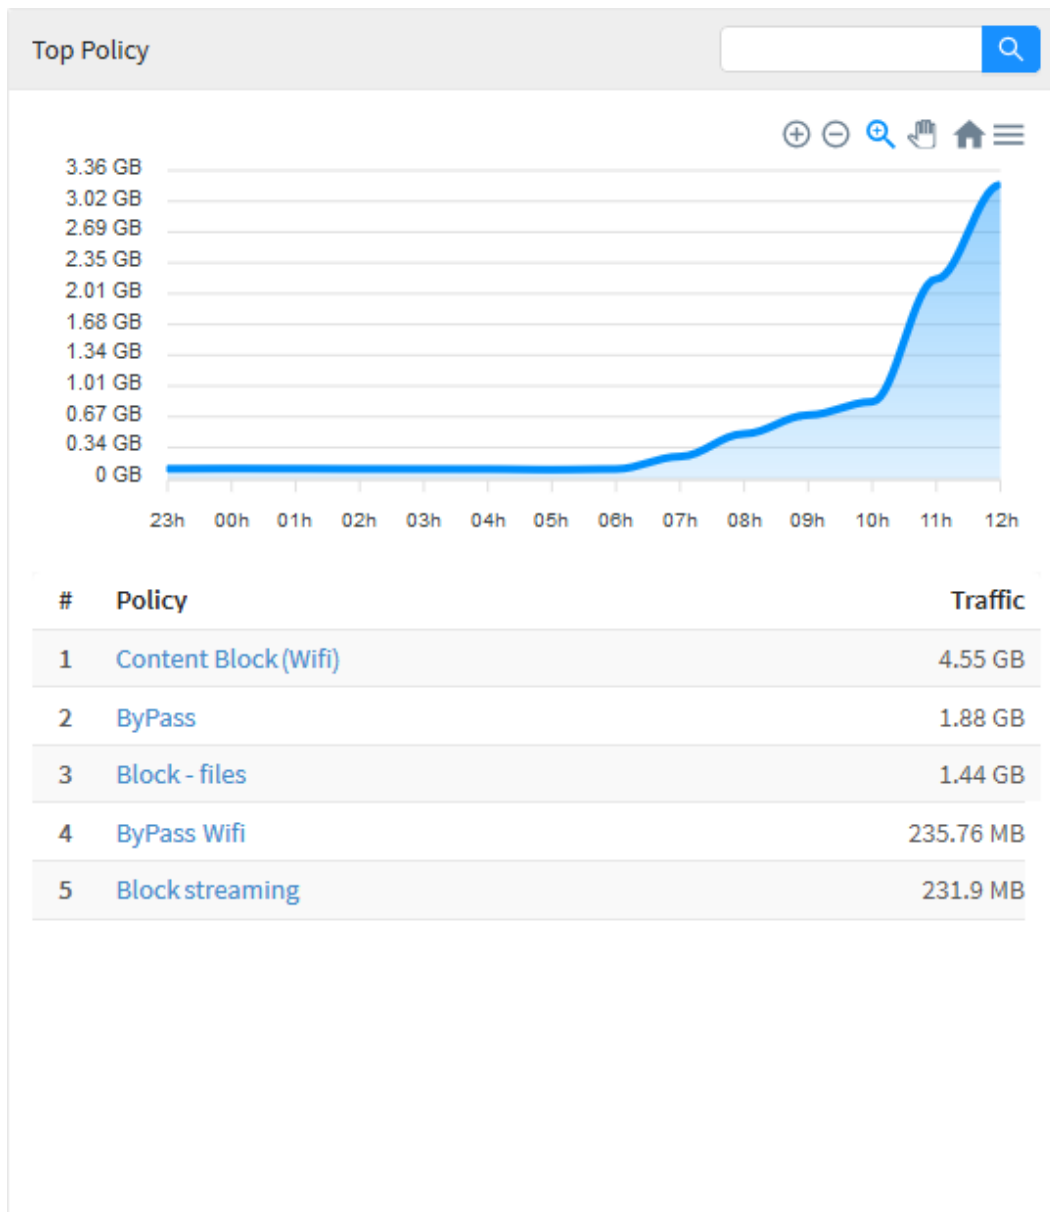 Top Policy
3.36 GB
3.02 GB
2.69 GB
2.35 GB
2.01 GB
1.68 GB
1.34 GB
1.01 GB
0.67 GB
0.34 GB
0 GB
23h 00h 01h 02h 03h 04h 05h 06h 07h 08h 09h 10h 11h 12h
# Policy Traffic
1 Content Block (Wifi) 4.55 GB
2 ByPass 1.88 GB
3 Block - files 1.44 GB
4 ByPass Wifi 235.76 MB
5 Block streaming 231.9 MB